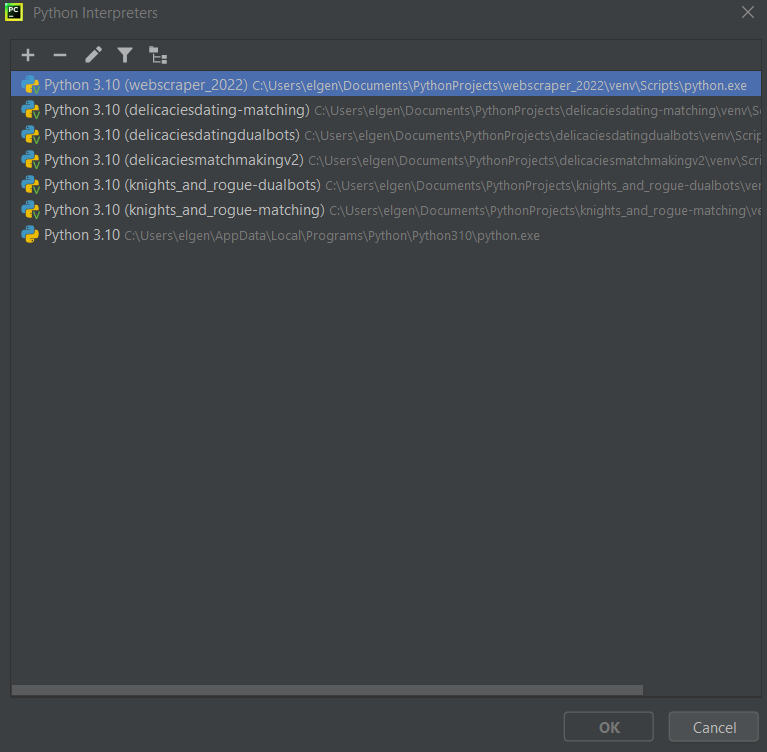 PC Python Interpreters
Python 3.10 (webscraper_2022) C:\Users\elgen\Documents\PythonProjects\webscraper_2022\venv\Scripts\python.exe
Python 3.10 (delicaciesdating-matching) C:\Users\elgen\Documents\PythonProjects\delicaciesdating-matching\venv\Sc
Python 3.10 (delicaciesdatingdualbots) C:\Users\elgen\Documents\PythonProjects\delicaciesdatingdualbots\venv\Scrip
Python 3.10 (delicaciesmatchmakingv2) C:\Users\elgen\Documents\PythonProjects\delicaciesmatchmakingv2\venv\Scri
Python 3.10 (knights_and_rogue-dualbots) C:\Users\elgen\Documents\PythonProjects\knights_and_rogue-dualbots\ven
Python 3.10 (knights_and_rogue-matching) C:\Users\elgen\Documents\PythonProjects\knights_and_rogue-matching\ve
Python 3.10 C:\Users\elgen\AppData\Local\Programs\Python\Python310\python.exe
OK Cancel